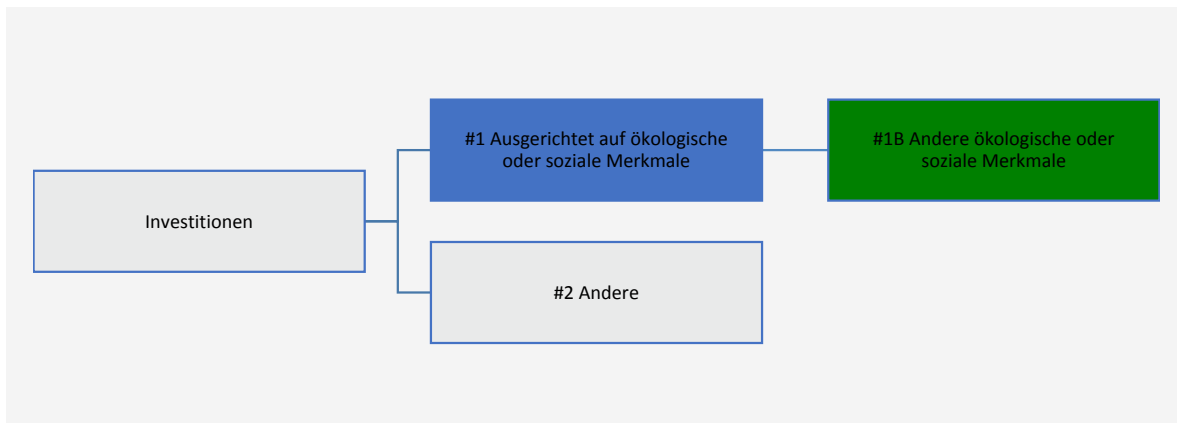 #1 Ausgerichtet auf ökologische
oder soziale Merkmale
#1B Andere ökologische oder
soziale Merkmale
Investitionen
#2 Andere